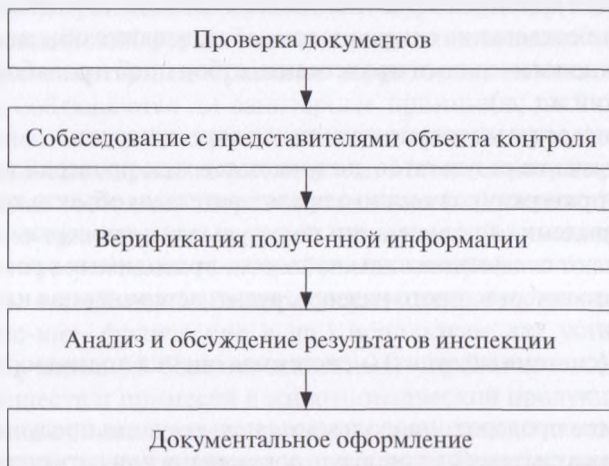 Проверка документов
Собеседование с представителями объекта контроля
Верификация полученной информации
Анализ и обсуждение результатов инспекции
Документальное оформление